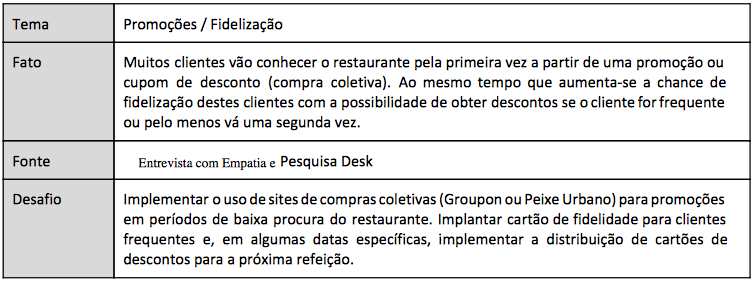 Tema Promoções / Fidelização
Fato Muitos clientes vão conhecer o restaurante pela primeira vez a partir de uma promoção ou
cupom de desconto (compra coletiva). Ao mesmo tempo que aumenta-se a chance de
fidelização destes clientes com a possibilidade de obter descontos se o cliente for frequente
ou pelo menos vá uma segunda vez.
Fonte Entrevista com Empatia e Pesquisa Desk
Desafio Implementar o uso de sites de compras coletivas (Groupon ou Peixe Urbano) para promoções
em períodos de baixa procura do restaurante. Implantar cartão de fidelidade para clientes
frequentes e, em algumas datas específicas, implementar a distribuição de cartões de
descontos para a próxima refeição.